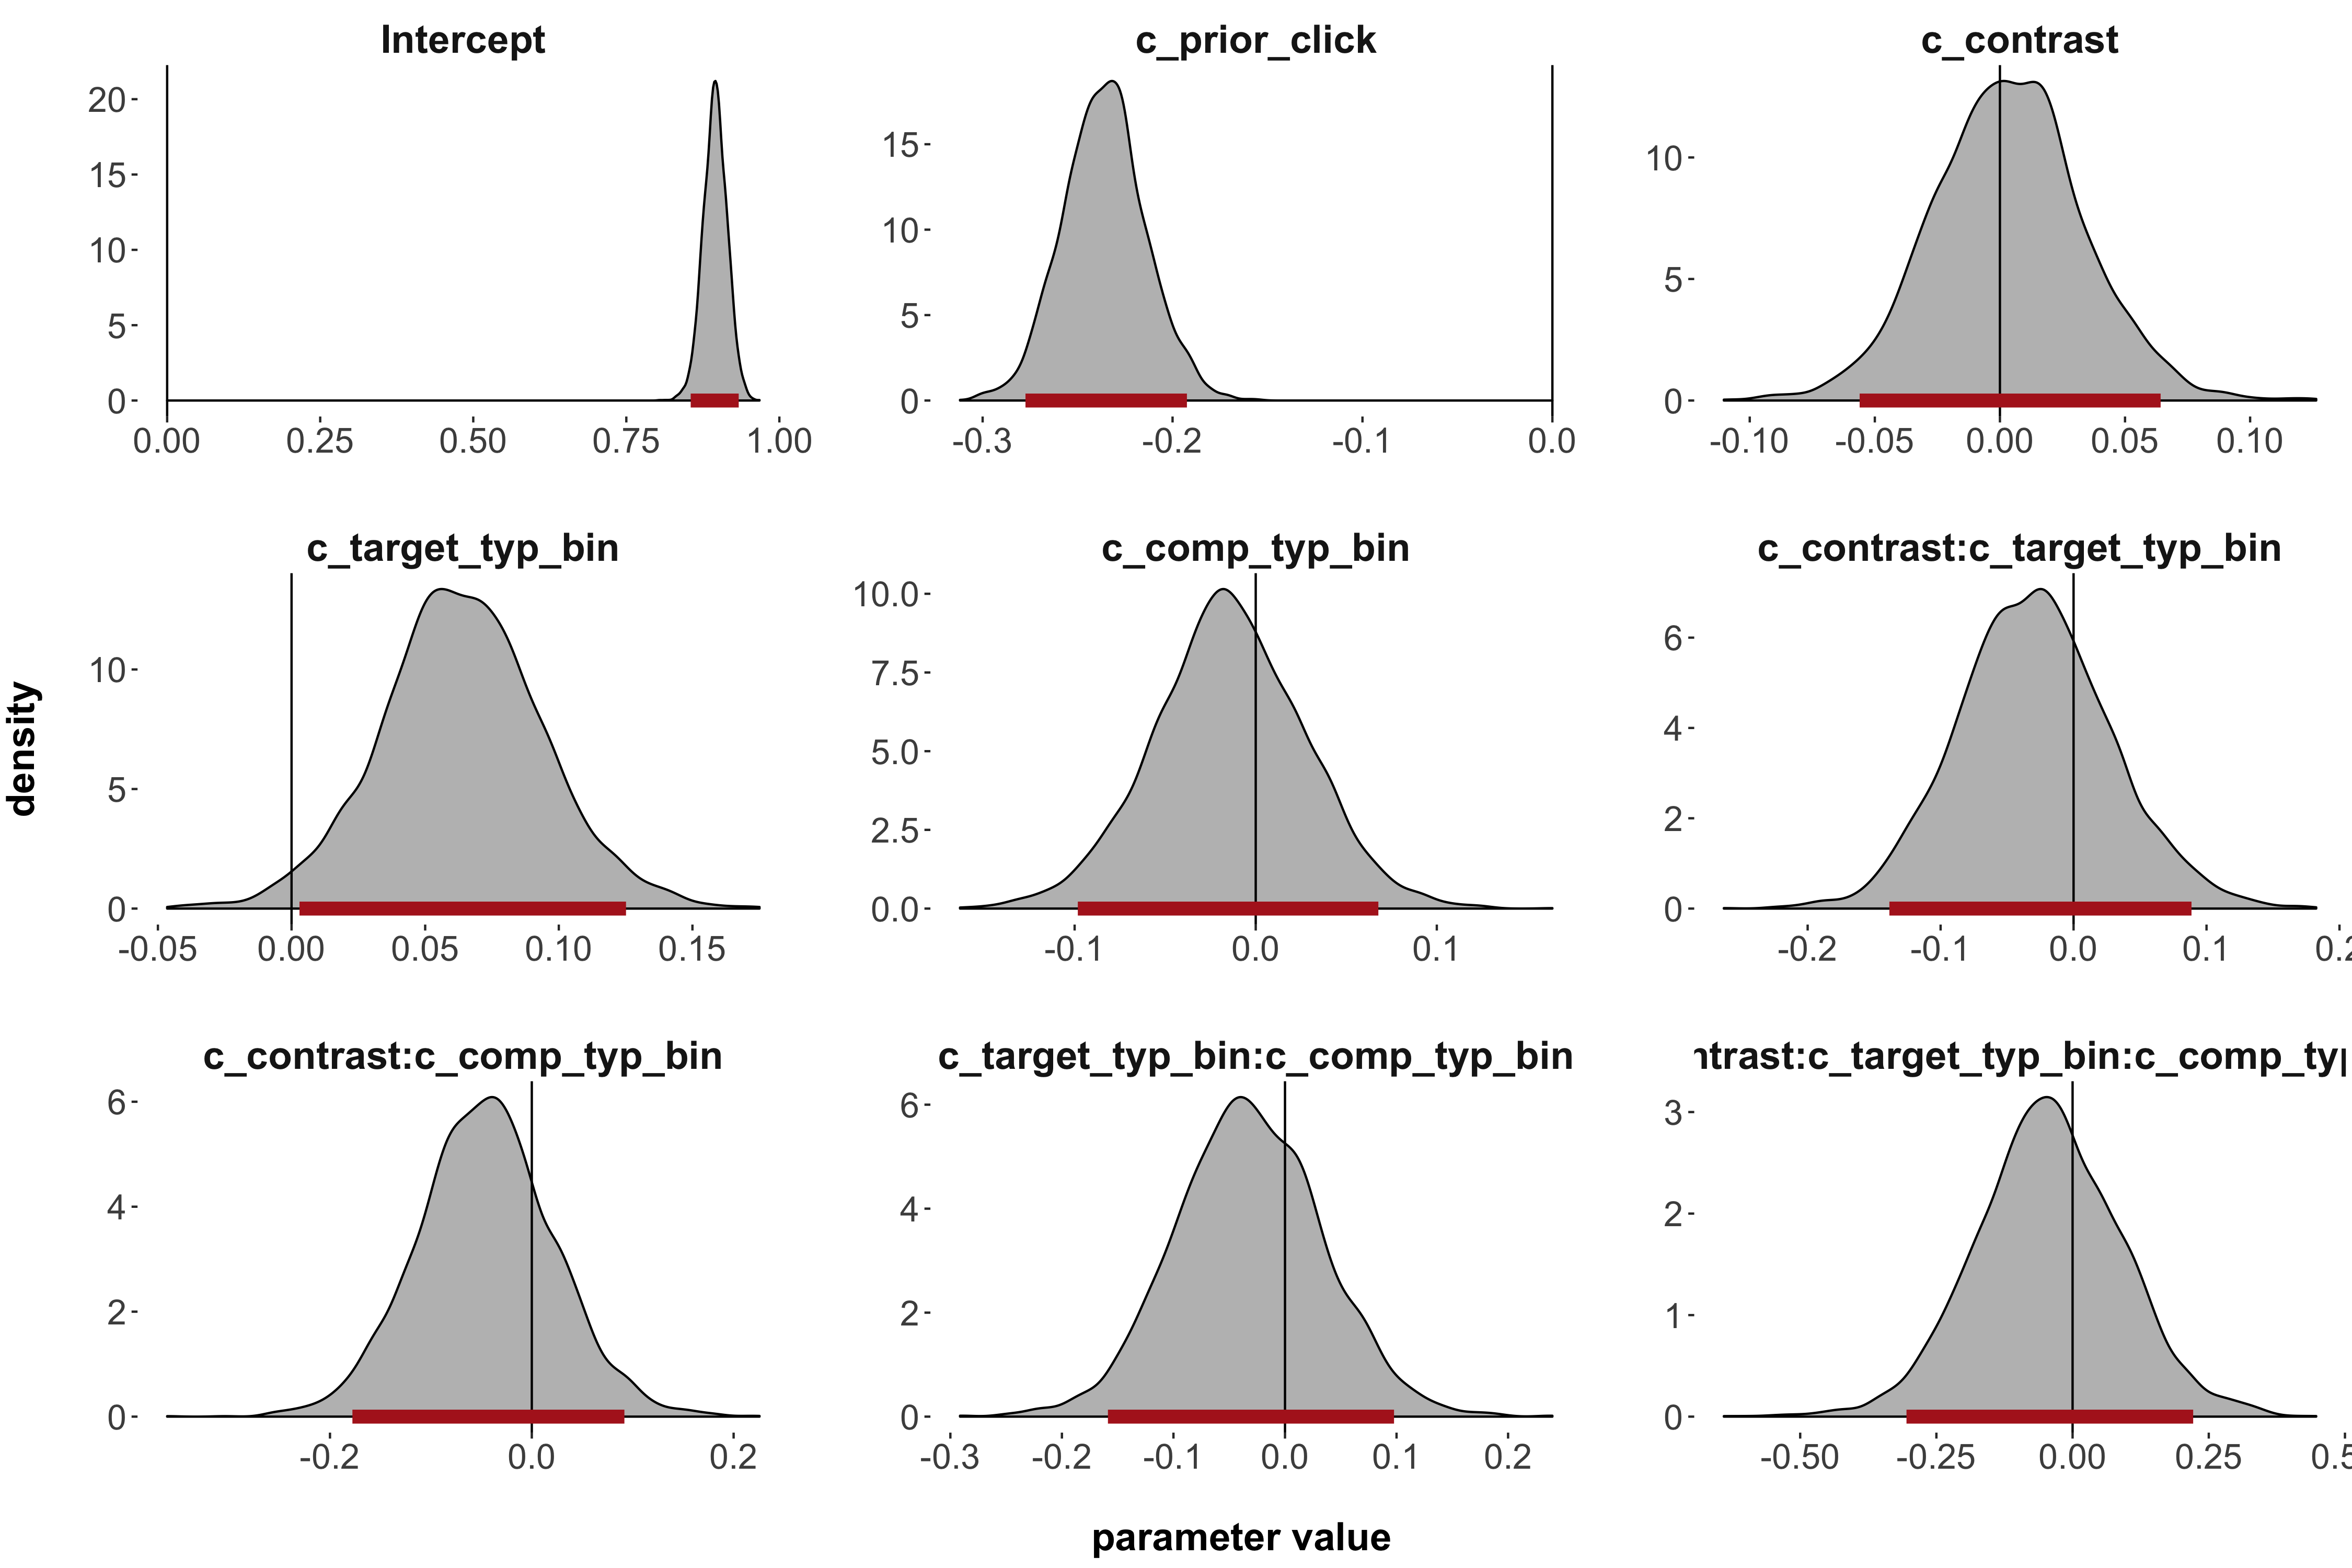 Intercept
c_prior_click
c_contrast
20
15
10
5
0
0.00 0.25 0.50 0.75 1.00
15
10
5
0
-0.3 -0.2 -0.1 0.0
10
5
0
-0.10 -0.05 0.00 0.05 0.10
c_target_typ_bin
c_comp_typ_bin
c_contrast:c_target_typ_bin
density
10
5
0
-0.05 0.00 0.05 0.10 0.15
10.0
7.5
5.0
2.5
0.0
-0.1 0.0 0.1
6
4
2
0
-0.2 -0.1 0.0 0.1
c_contrast:c_comp_typ_bin
c_target_typ_bin:c_comp_typ_bin
ntrast:c_target_typ_bin:c_comp_typ
6
4
2
0
-0.2 0.0 0.2
6
4
2
0
-0.3 -0.2 -0.1 0.0 0.1 0.2
3
2
1
0
-0.50 -0.25 0.00 0.25
parameter value